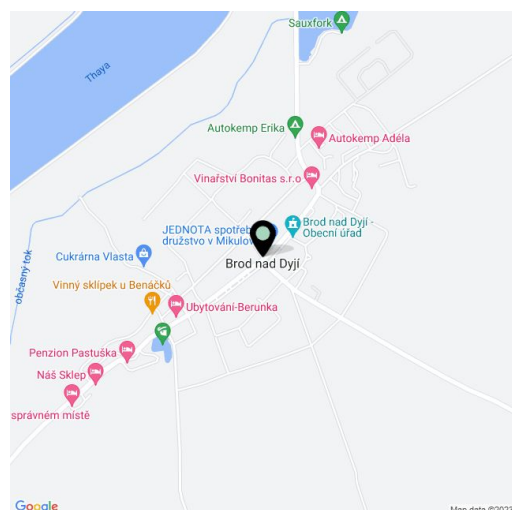 Sauxfork
Thaya
Autokemp Erika
Autokemp Adéla
Vinařství Bonitas s.r.o
JEDNOTA spotřeb
družstvo v Mikulov
Brod nad Dyjí -
Obecní úřad
Cukrárna Vlasta
Brod nad Dyjí
občasný tok
Vinný sklípek u Benáčků
Ubytování-Berunka
Penzion Pastuška
Náš Sklep
správném místě
Google
Map data ©2023